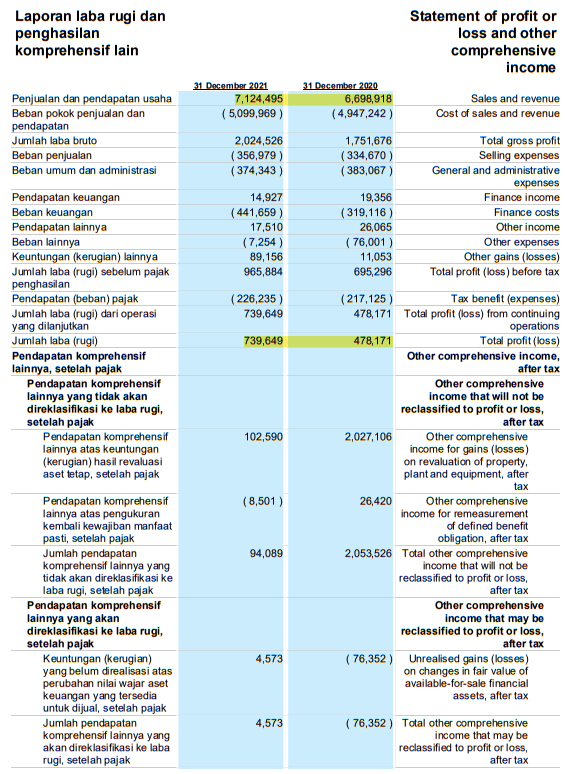 Laporan laba rugi dan
penghasilan
komprehensif lain
Statement of profit or
loss and other
comprehensive
income
31 December 2021 31 December 2020
Penjualan dan pendapatan usaha 7,124,495 6,698,918 Sales and revenue
Beban pokok penjualan dan ( 5,099,969 ) ( 4,947,242 ) Cost of sales and revenue
pendapatan
Jumlah laba bruto 2,024,526 1,751,676 Total gross profit
Beban penjualan ( 356,979 ) ( 334,670 ) Selling expenses
Beban umum dan administrasi ( 374,343 ) ( 383,067 ) General and administrative
expenses
Pendapatan keuangan 14,927 19,356 Finance income
Beban keuangan ( 441,659 ) ( 319,116 ) Finance costs
Pendapatan lainnya 17,510 26,065 Other income
Beban lainnya ( 7,254 ) ( 76,001 ) Other expenses
Keuntungan (kerugian) lainnya 89,156 11,053 Other gains (losses)
Jumlah laba (rugi) sebelum pajak 965,884 695,296 Total profit (loss) before tax
penghasilan
Pendapatan (beban) pajak ( 226,235 ) ( 217,125 ) Tax benefit (expenses)
Jumlah laba (rugi) dari operasi 739,649 478,171 Total profit (loss) from continuing
yang dilanjutkan operations
Jumlah laba (rugi) 739,649 478,171 Total profit (loss)
Pendapatan komprehensif Other comprehensive income,
lainnya, setelah pajak after tax
Pendapatan komprehensif Other comprehensive
lainnya yang tidak akan income that will not be
direklasifikasi ke laba rugi, reclassified to profit or loss,
setelah pajak after tax
Pendapatan komprehensif 102,590 2,027,106 Other comprehensive
lainnya atas keuntungan income for gains (losses)
(kerugian) hasil revaluasi on revaluation of property,
aset tetap, setelah pajak plant and equipment, after
tax
Pendapatan komprehensif ( 8,501 ) 26,420 Other comprehensive
lainnya atas pengukuran income for remeasurement
kembali kewajiban manfaat of defined benefit
pasti, setelah pajak obligation, after tax
Jumlah pendapatan 94,089 2,053,526 Total other comprehensive
komprehensif lainnya yang income that will not be
tidak akan direklasifikasi ke reclassified to profit or loss,
laba rugi, setelah pajak after tax
Pendapatan komprehensif Other comprehensive
lainnya yang akan income that may be
direklasifikasi ke laba rugi, reclassified to profit or loss,
setelah pajak after tax
Keuntungan (kerugian) 4,573 ( 76,352 ) Unrealised gains (losses)
yang belum direalisasi atas on changes in fair value of
perubahan nilai wajar aset available-for-sale financial
keuangan yang tersedia assets, after tax
untuk dijual, setelah pajak
Jumlah pendapatan 4,573 ( 76,352 ) Total other comprehensive
komprehensif lainnya yang income that may be
akan direklasifikasi ke laba reclassified to profit or loss,
rugi, setelah pajak after tax